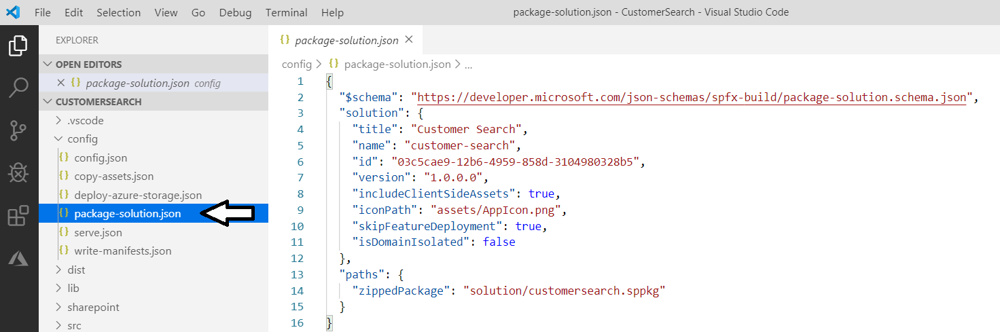 File Edit Selection View Go Debug Terminal Help package-solution.json - CustomerSearch - Visual Studio Code
EXPLORER
OPEN EDITORS
package-solution.json config
CUSTOMERSEARCH
.vscode
config
config.json
copy-assets.json
deploy-azure-storage.json
package-solution.json
serve.json
write-manifests.json
dist
lib
sharepoint
src
{} package-solution.json
config > {} package-solution.json > ...
1 {
2 "$schema": "https://developer.microsoft.com/json-schemas/spfx-build/package-solution.schema.json",
3 "solution": {
4 "title": "Customer Search",
5 "name": "customer-search",
6 "id": "03c5cae9-12b6-4959-858d-3104980328b5",
7 "version": "1.0.0.0",
8 "includeClientSideAssets": true,
9 "iconPath": "assets/AppIcon.png",
10 "skipFeatureDeployment": true,
11 "isDomainIsolated": false
12 },
13 "paths": {
14 "zippedPackage": "solution/customersearch.sppkg"
15 }
16 }